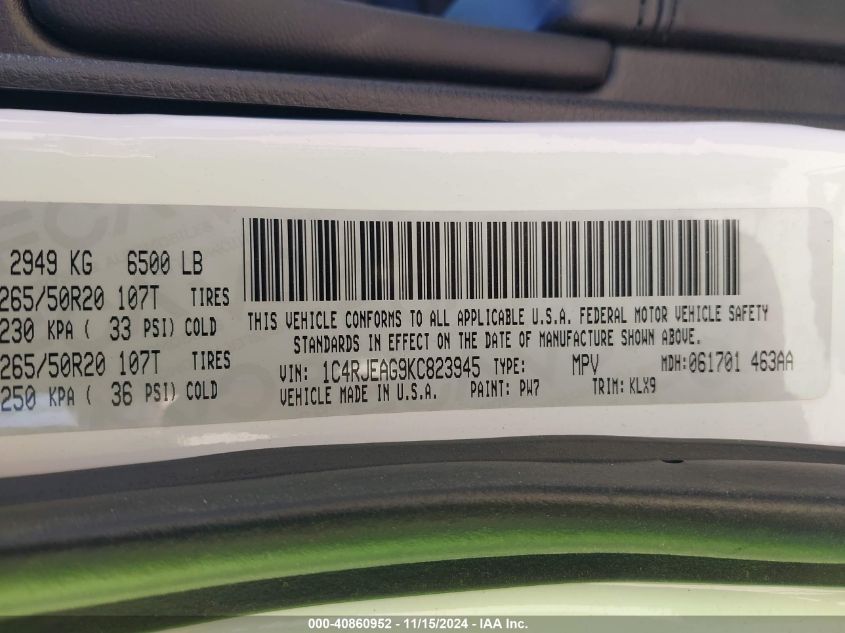 2949 KG 6500 LB
265/50R20 107T TIRES
230 KPA ( 33 PSI) COLD
265/50R20 107T TIRES
250 KPA ( 36 PSI) COLD
THIS VEHICLE CONFORMS TO ALL APPLICABLE U.S.A. FEDERAL MOTOR VEHICLE SAFETY
STANDARDS IN EFFECT ON THE DATE OF MANUFACTURE SHOWN ABOVE.
VIN: 1C4RJEAG9KC823945 TYPE: MPV MDH:061701 463AA
VEHICLE MADE IN U.S.A. PAINT: PW7 TRIM: KLX9
000-40860952 - 11/15/2024 - IAA Inc.